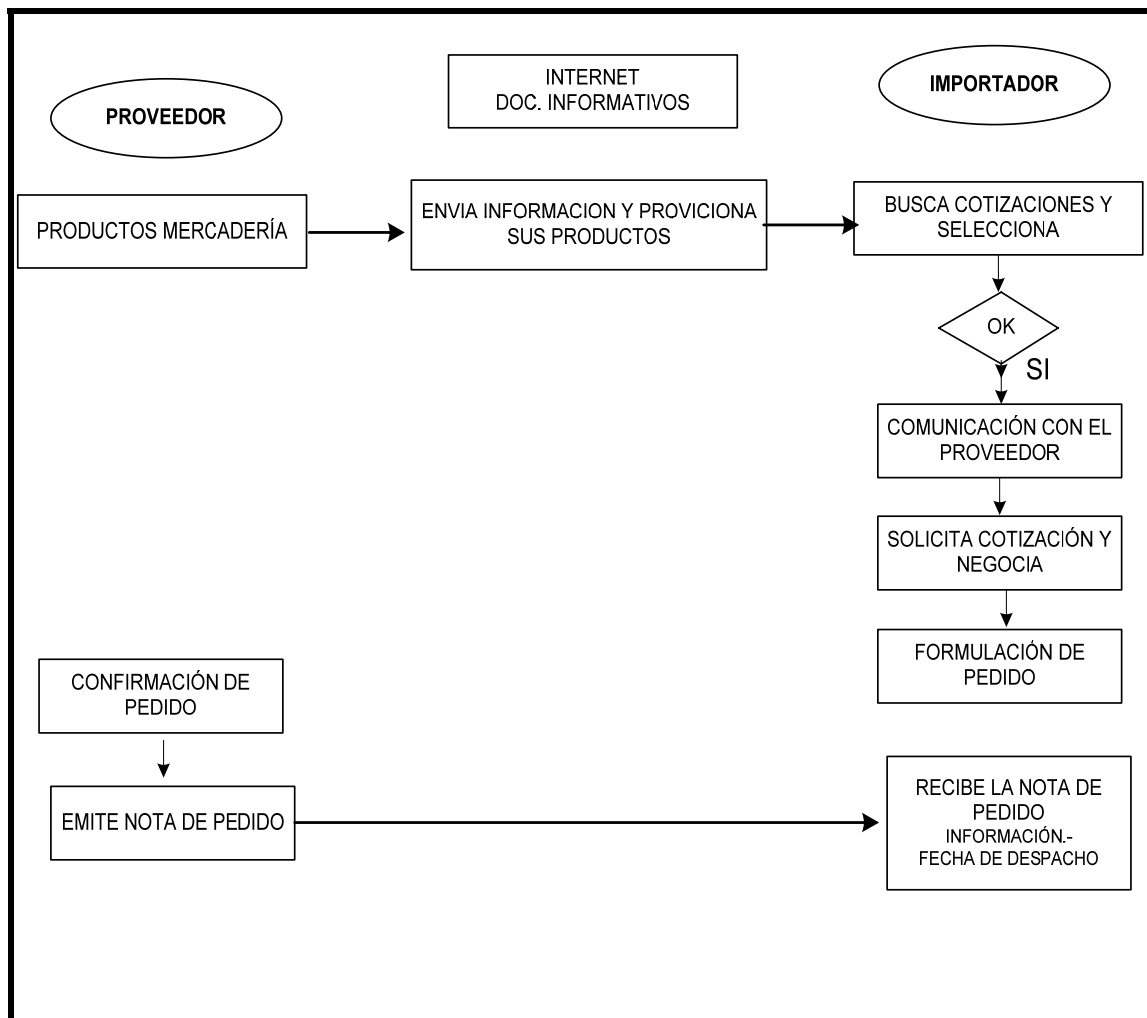 PROVEEDOR
INTERNET
DOC. INFORMATIVOS
IMPORTADOR
PRODUCTOS MERCADERÍA
ENVIA INFORMACION Y PROVICIONA
SUS PRODUCTOS
BUSCA COTIZACIONES Y
SELECCIONA
OK
SI
COMUNICACIÓN CON EL
PROVEEDOR
SOLICITA COTIZACIÓN Y
NEGOCIA
FORMULACIÓN DE
PEDIDO
CONFIRMACIÓN DE
PEDIDO
EMITE NOTA DE PEDIDO
RECIBE LA NOTA DE
PEDIDO
INFORMACIÓN.-
FECHA DE DESPACHO